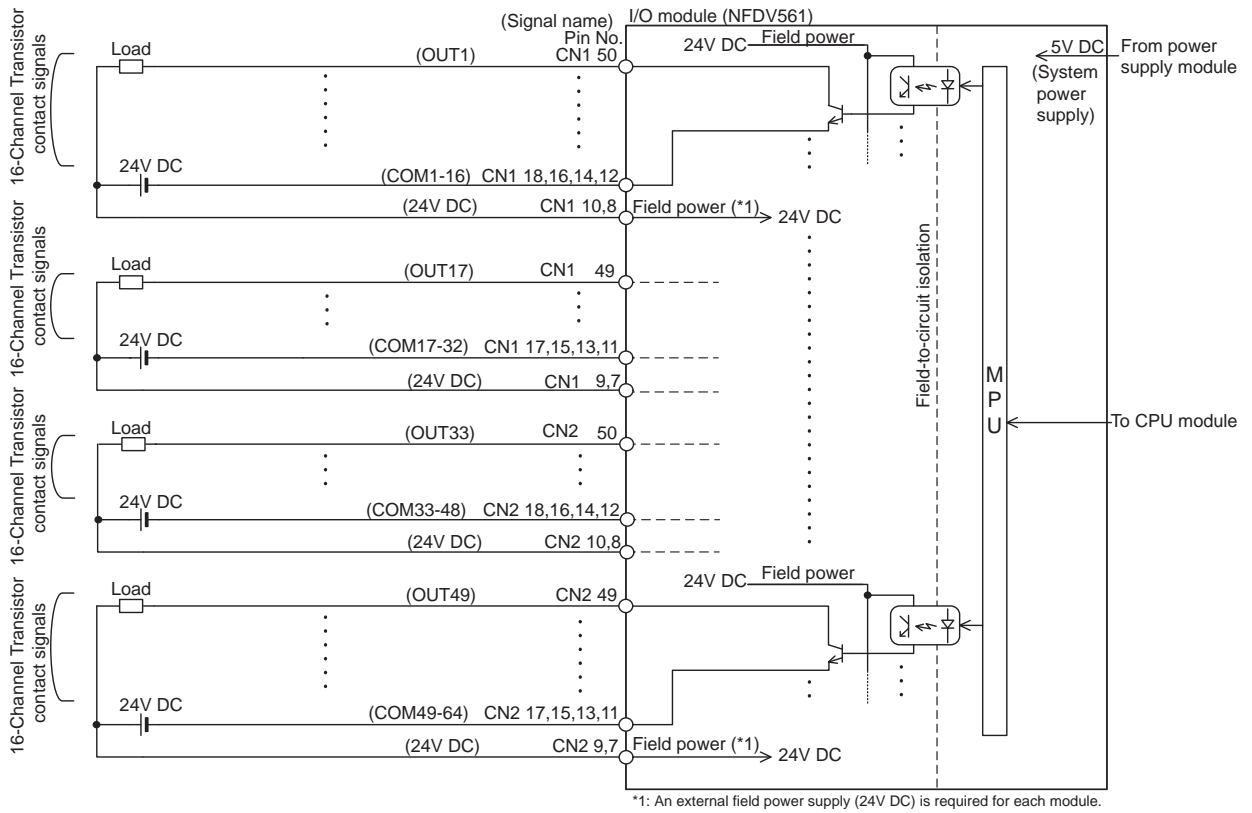 I/O module (NFDV561)
(Signal name)
Pin No.
16-Channel Transistor
contact signals
Load
(OUT1)
CN1 50
24V DC
Field power
5V DC
(System
power
supply)
From power
supply module
24V DC
(COM1-16)
CN1 18,16,14,12
(24V DC)
CN1 10,8
Field power (*1)
24V DC
16-Channel Transistor
contact signals
Load
(OUT17)
CN1 49
24V DC
(COM17-32)
CN1 17,15,13,11
(24V DC)
CN1 9,7
Field-to-circuit isolation
M
P
U
To CPU module
16-Channel Transistor
contact signals
Load
(OUT33)
CN2 50
24V DC
(COM33-48)
CN2 18,16,14,12
(24V DC)
CN2 10,8
16-Channel Transistor
contact signals
Load
(OUT49)
CN2 49
24V DC
Field power
24V DC
(COM49-64)
CN2 17,15,13,11
(24V DC)
CN2 9,7
Field power (*1)
24V DC
*1: An external field power supply (24V DC) is required for each module.